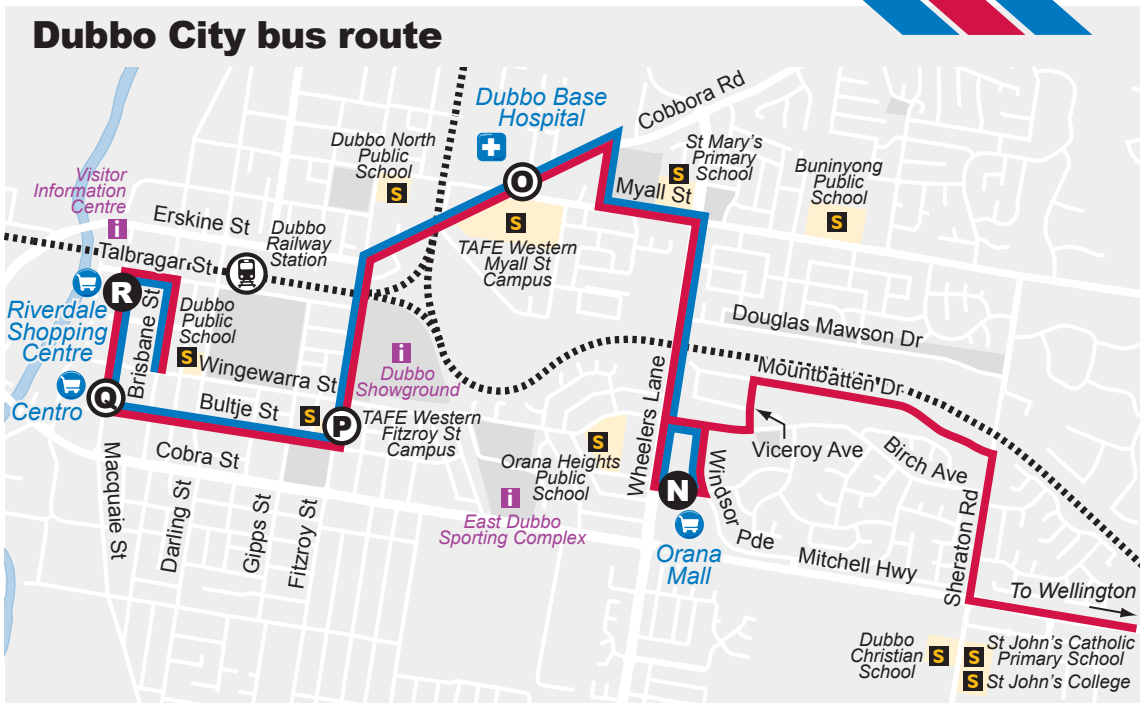 Dubbo City bus route
Dubbo Base
Hospital
Cobbora Rd
Dubbo North
Public
School
S
St Mary's
Primary
School
S
Myall St
Buninyong
Public
School
S
Visitor
Information
Centre
i
Erskine St
Dubbo
Railway
Station
O
S
TAFE Western
Myall St
Campus
Talbragar St
R
Riverdale
Shopping
Centre
Brisbane St
Dubbo
Public
School
S
Wingewarra St
i
Dubbo
Showground
Douglas Mawson Dr
Mountbatten Dr
Centro
Q
Bultje St
S
P
TAFE Western
Fitzroy St
Campus
Wheelers Lane
Viceroy Ave
Birch Ave
Macquaie St
Cobra St
Darling St
Gipps St
Fitzroy St
S
Orana Heights
Public
School
i
East Dubbo
Sporting Complex
N
Orana
Mall
Windsor
Pde
Mitchell Hwy
Sheraton Rd
To Wellington
Dubbo
Christian
School
S
S
St John's Catholic
Primary School
S
St John's College